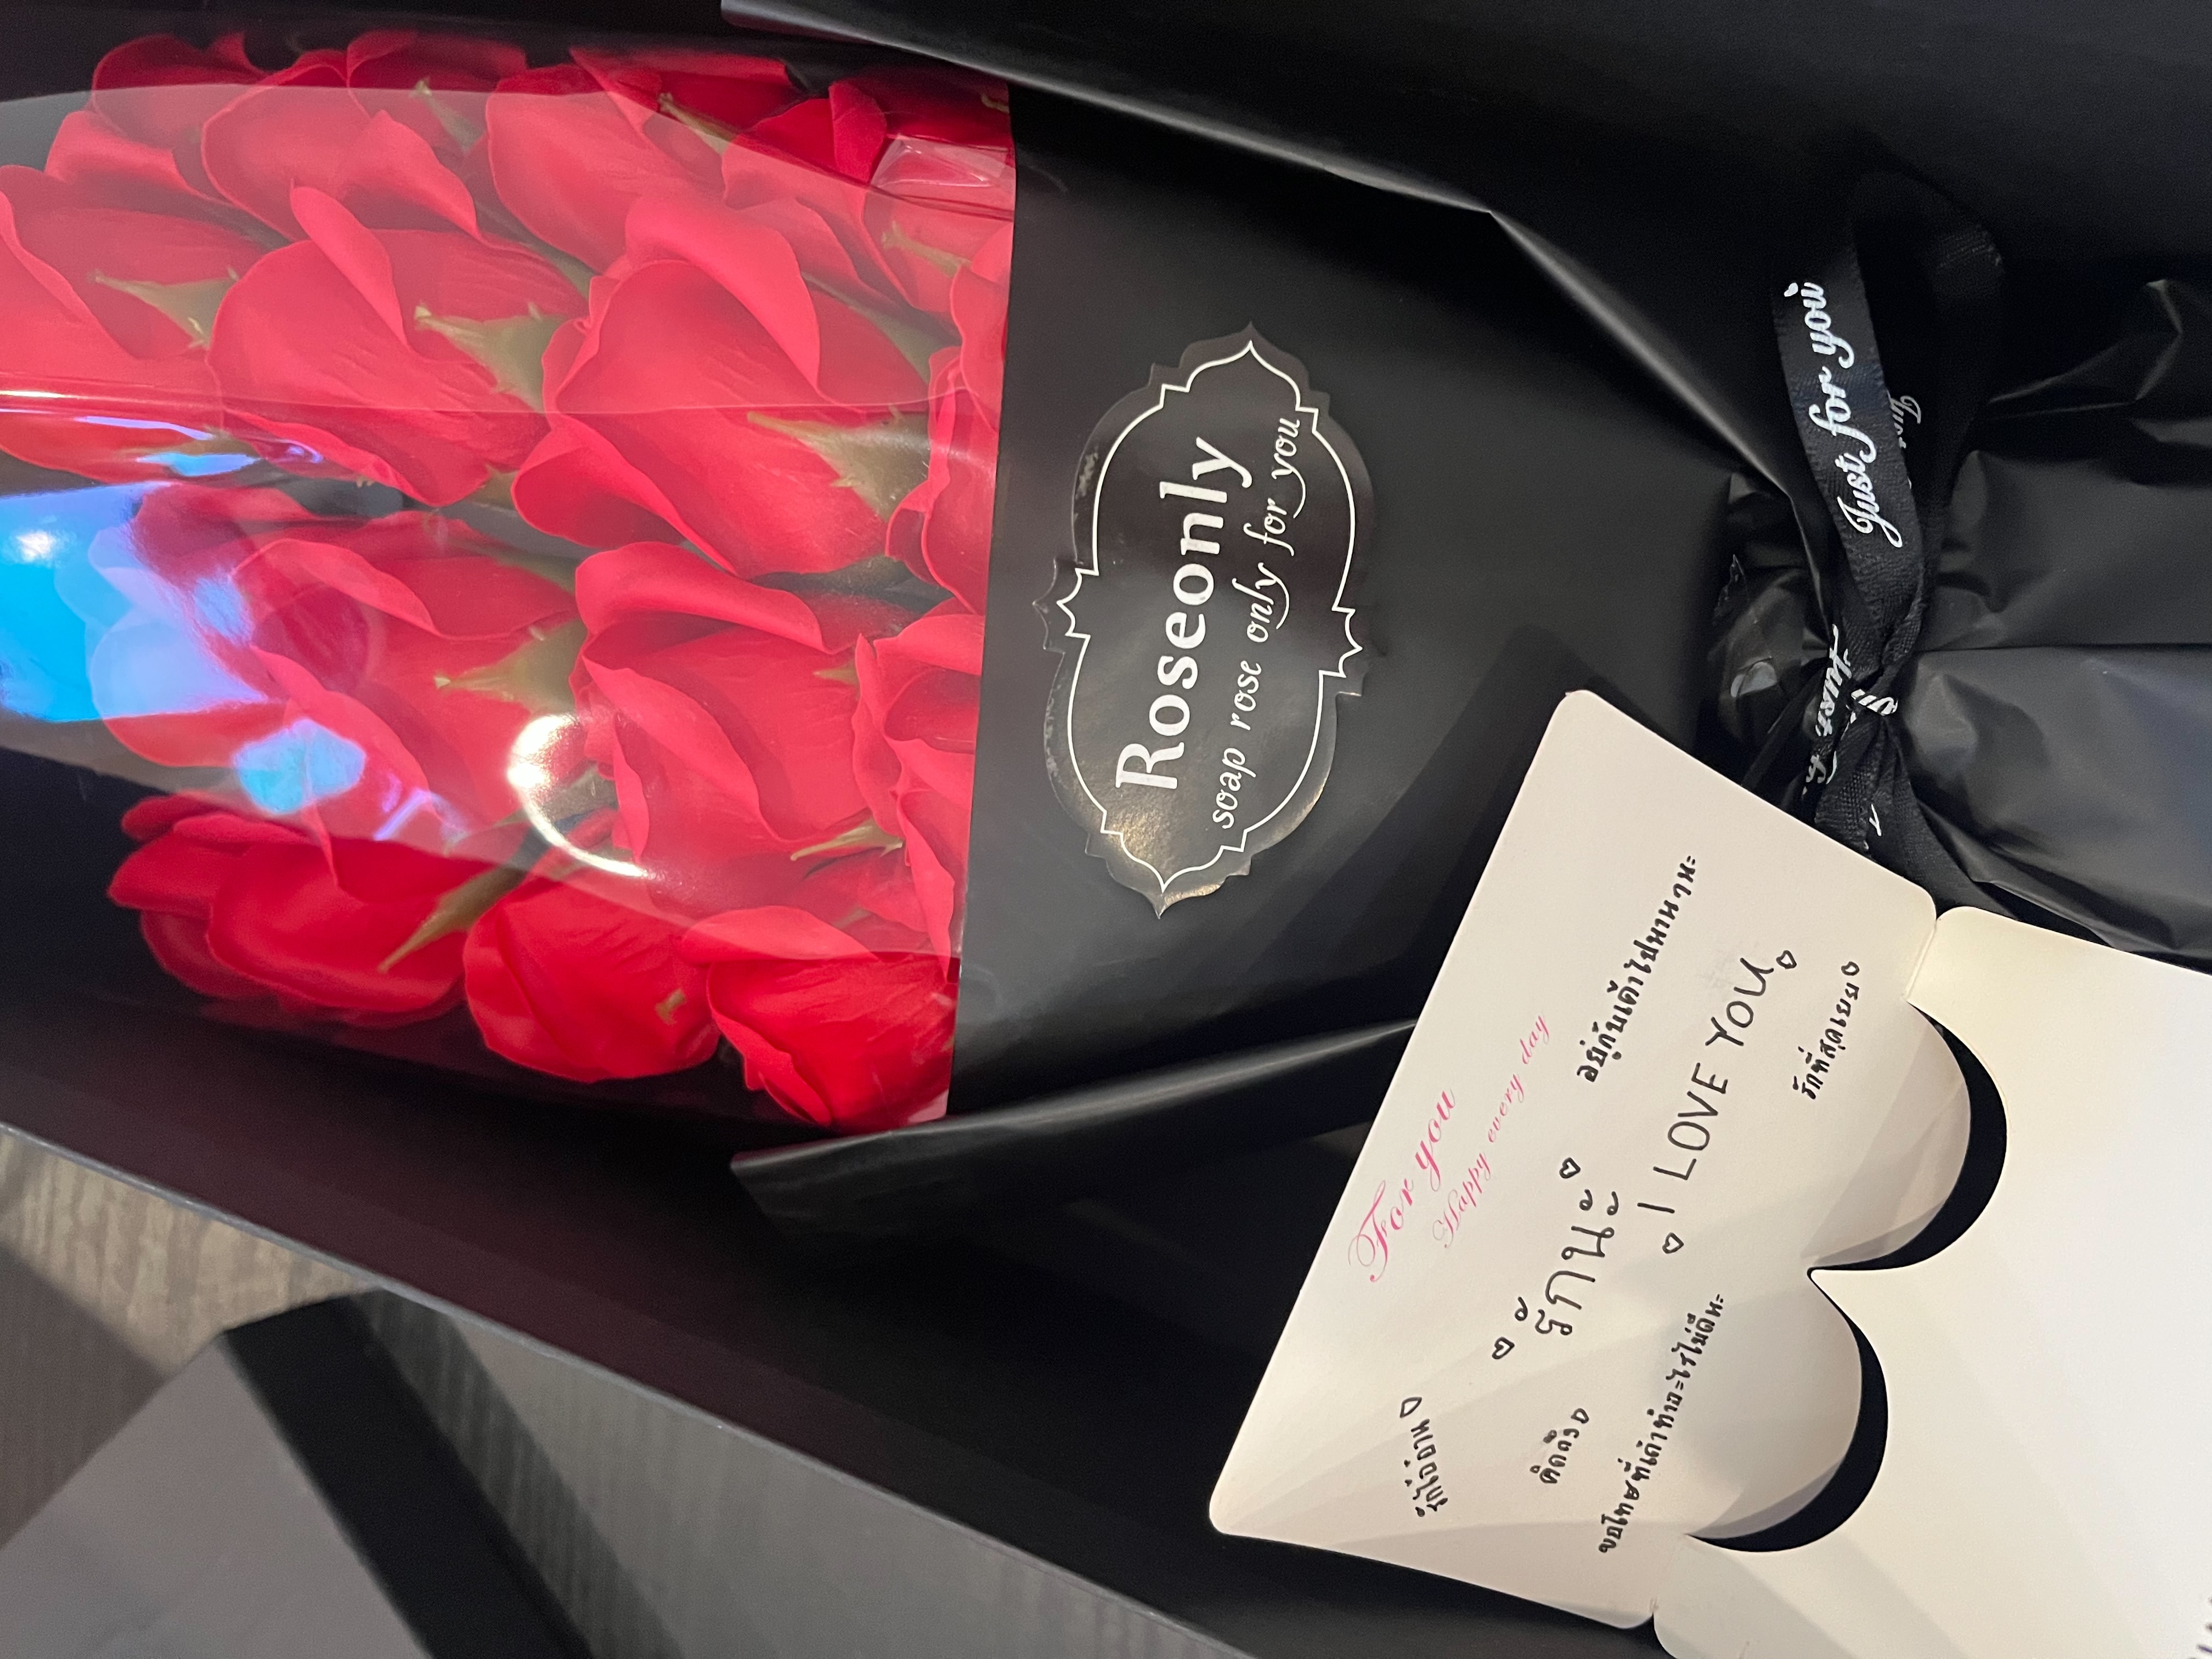 Roseonly
soap rose only for you
For you
Happy every day
รักไออ้วน
รักนะ
คิดถึง
อยู่กับเค้าไปนานๆนะ
ขอโทษที่เค้าทำอะไรไม่ดีนะ
I LOVE YOU
รักที่สุดเยย
Just for you
Just